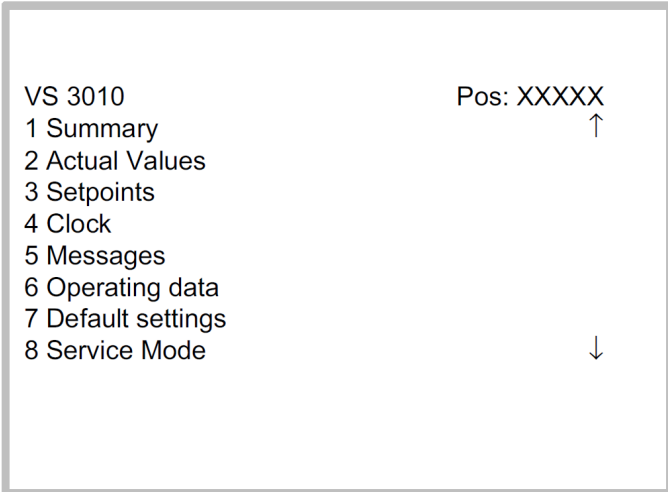 VS 3010 Pos: XXXXX
1 Summary ↑
2 Actual Values
3 Setpoints
4 Clock
5 Messages
6 Operating data
7 Default settings
8 Service Mode ↓